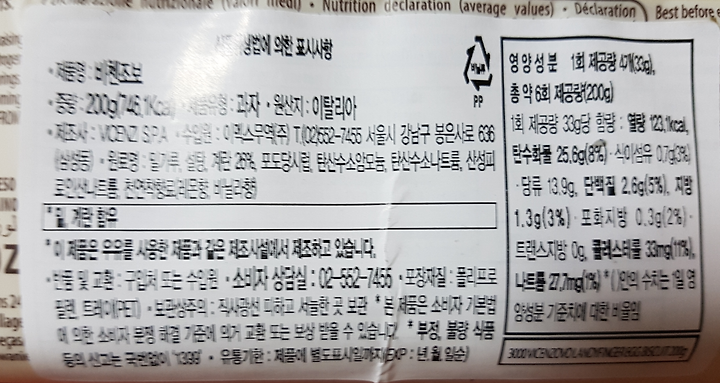 Nutrition declaration (average values) • Déclaration
Best before
식품위생법에 의한 표시사항
• 제품명 : 비첸조보
• 중량 : 200g(746.1Kcal) • 식품유형 : 과자 • 원산지 : 이탈리아
• 제조사 : VICENZI S.P.A • 수입원 : 이멕스무역(주) T.(02)552-7456 서울시 강남구 봉은사로 636
(삼성동) • 원료명 : 밀가루, 설탕, 계란 26%, 포도당시럽, 탄산수소암모늄, 탄산수소나트륨, 산성피
로인산나트륨, 천연착향료(레몬향, 바닐라향)
*밀, 계란 함유
* 이 제품은 우유를 사용한 제품과 같은 제조시설에서 제조하고 있습니다.
• 반품 및 교환 : 구입처 또는 수입원 • 소비자 상담실 : 02-552-7456 • 포장재질 : 폴리프로
필렌, 트레이(PET) • 보관상주의 : 직사광선 피하고 서늘한 곳 보관 * 본 제품은 소비자 기본법
에 의한 소비자 분쟁 해결 기준에 의거 교환 또는 보상 받을 수 있습니다. * 부정, 불량 식품
등의 신고는 국번없이 "1399" • 유통기한 : 제품에 별도표시일까지(EXP : 년,월,일순)
비닐류
PP
영양성분 1회 제공량 4개(33g),
총 약 6회 제공량(200g)
1회 제공량 33g당 함량 : 열량 123.1kcal,
탄수화물 25.6g(8%) · 식이섬유 0.7g(3%)
· 당류 13.9g, 단백질 2.6g(5%), 지방
1.3g(3%) · 포화지방 0.3g(2%) ·
트랜스지방 0g, 콜레스테롤 33mg(11%),
나트륨 27.7mg(1%) * ( )안의 수치는 1일 영
양성분 기준치에 대한 비율임